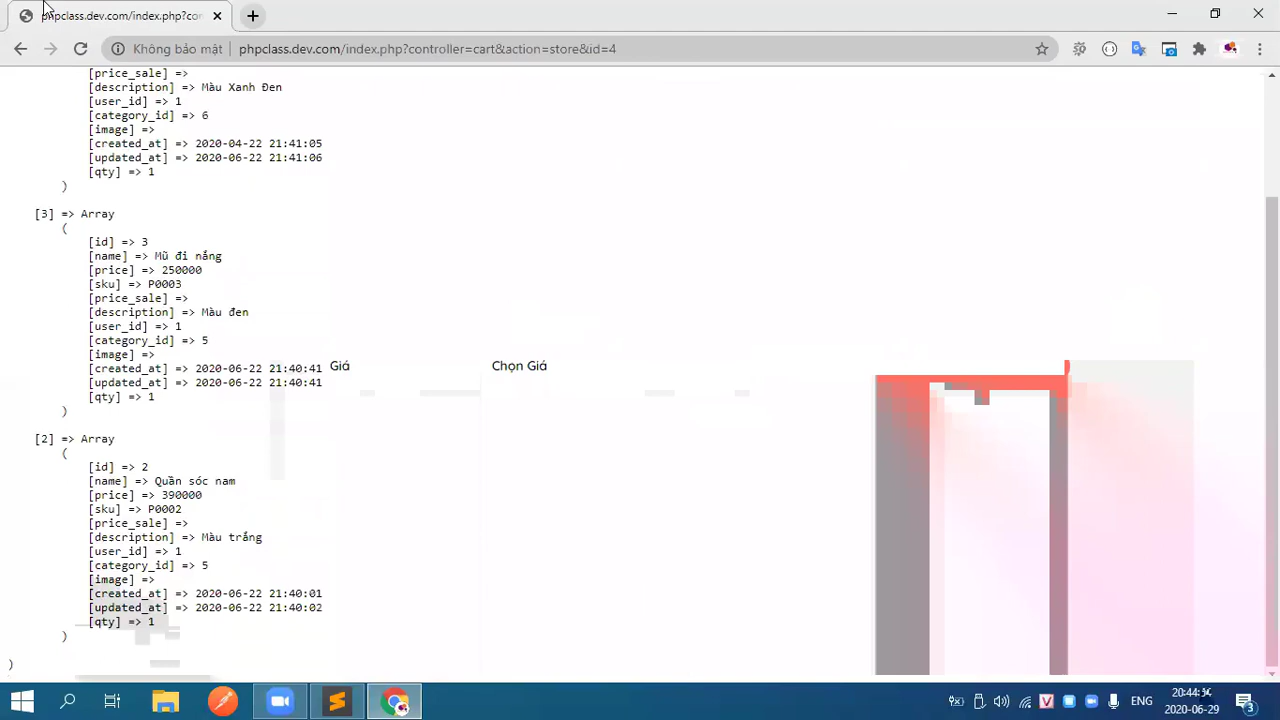 phpclass.dev.com/index.php?co
Không bảo mật
phpclass.dev.com/index.php?controller=cart&action=store&id=4
[price_sale] =>
[description] => Màu Xanh Đen
[user_id] => 1
[category_id] => 6
[image] =>
[created_at] => 2020-04-22 21:41:05
[updated_at] => 2020-06-22 21:41:06
[qty] => 1
)
[3] => Array
(
[id] => 3
[name] => Mũ đi nắng
[price] => 250000
[sku] => P0003
[price_sale] =>
[description] => Màu đen
[user_id] => 1
[category_id] => 5
[image] =>
[created_at] => 2020-06-22 21:40:41
Giá
Chọn Giá
[updated_at] => 2020-06-22 21:40:41
[qty] => 1
)
[2] => Array
(
[id] => 2
[name] => Quần sóc nam
[price] => 390000
[sku] => P0002
[price_sale] =>
[description] => Màu trắng
[user_id] => 1
[category_id] => 5
[image] =>
[created_at] => 2020-06-22 21:40:01
[updated_at] => 2020-06-22 21:40:02
[qty] => 1
)
)
ENG
2020-06-29
3